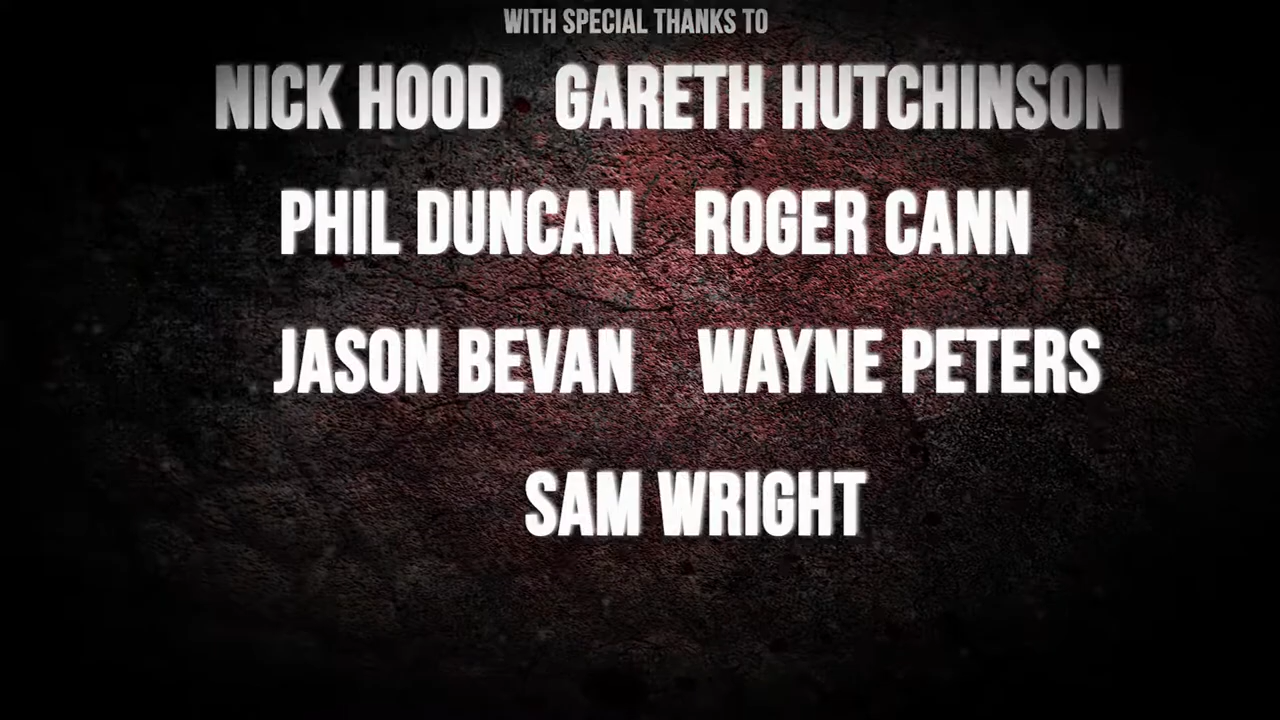 WITH SPECIAL THANKS TO
NICK HOOD GARETH HUTCHINSON
PHIL DUNCAN ROGER CANN
JASON BEVAN WAYNE PETERS
SAM WRIGHT